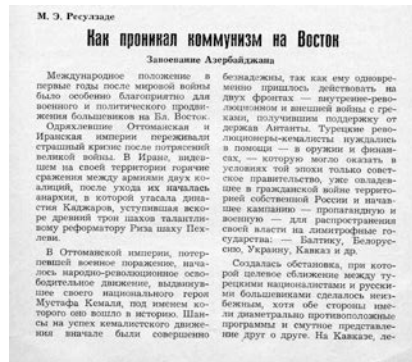 М. Э. Ресулзаде
Как проникал коммунизм на Восток
Завоевание Азербайджана
Международное положение в
первые годы после мировой войны
было особенно благоприятно для
военного и политического продви-
жения большевиков на Бл. Восток.
Одряхлевшие Оттоманская и
Иранская империи переживали
страшный кризис после потрясений
великой войны. В Иране, видев-
шем на своей территории горячие
сражения между армиями двух ко-
алиций, после ухода их началась
анархия, в которой угасала дина-
стия Каджаров, уступившая вско-
ре древний трон шахов талантли-
вому реформатору Риза шаху Пех-
леви.
В Оттоманской империи, потер-
певшей военное поражение, нача-
лось народно-революционное осво-
бодительное движение, выдвинув-
шее своего национального героя
Мустафа Кемаля, под именем ко-
торого оно вошло в историю. Шан-
сы на успех кемалистского движе-
ния вначале были совершенно
безнадежны, так как ему одновре-
менно пришлось действовать на
двух фронтах — внутренне-рево-
люционном и внешней войны с гре-
ками, получившим поддержку от
держав Антанты. Турецкие рево-
люционеры-кемалисты нуждались
в помощи — в оружии и финан-
сах, — которую могло оказать в
условиях той эпохи только совет-
ское правительство, уже овладев-
шее в гражданской войне территo-
рией собственной России и начав-
шее кампанию — пропагандную и
военную — для распространения
своей власти на лимитрофные го-
сударства: — Балтику, Белорус-
сию, Украину, Кавказ и др.
Создалась обстановка, при кото-
рой целевое сближение между ту-
рецкими националистами и русски-
ми большевиками сделалось неиз-
бежным, хотя обе стороны име-
ли диаметрально противоположные
программы и смутное представле-
ние друг о друге. На Кавказе, ле-